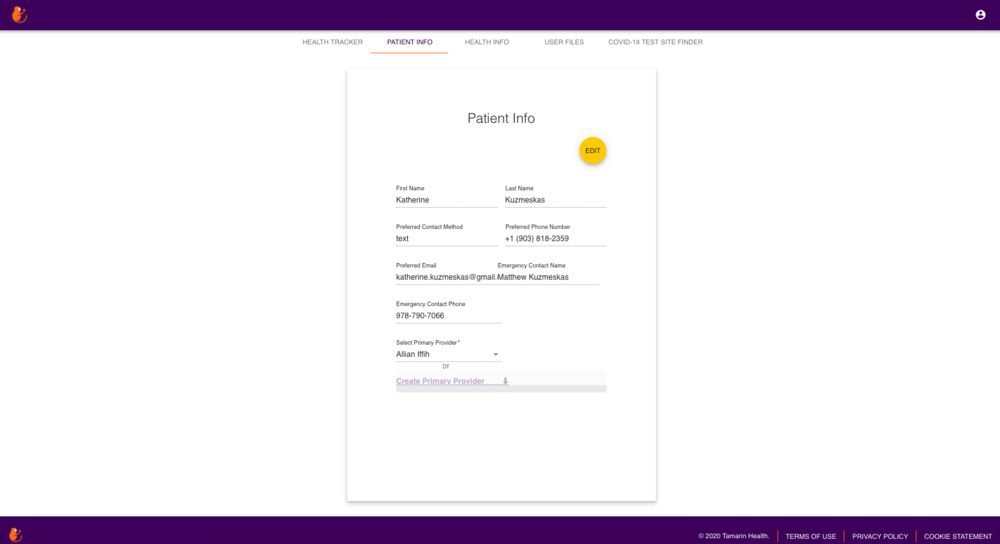 HEALTH TRACKER PATIENT INFO HEALTH INFO USER FILES COVID-19 TEST SITE FINDER
Patient Info
EDIT
First Name Last Name
Katherine Kuzmeskas
Preferred Contact Method Preferred Phone Number
text +1 (903) 818-2359
Preferred Email Emergency Contact Name
katherine.kuzmeskas@gmail. Matthew Kuzmeskas
Emergency Contact Phone
978-790-7066
Select Primary Provider *
Allian Iffih
or
Create Primary Provider
© 2020 Tamarin Health. TERMS OF USE PRIVACY POLICY COOKIE STATEMENT